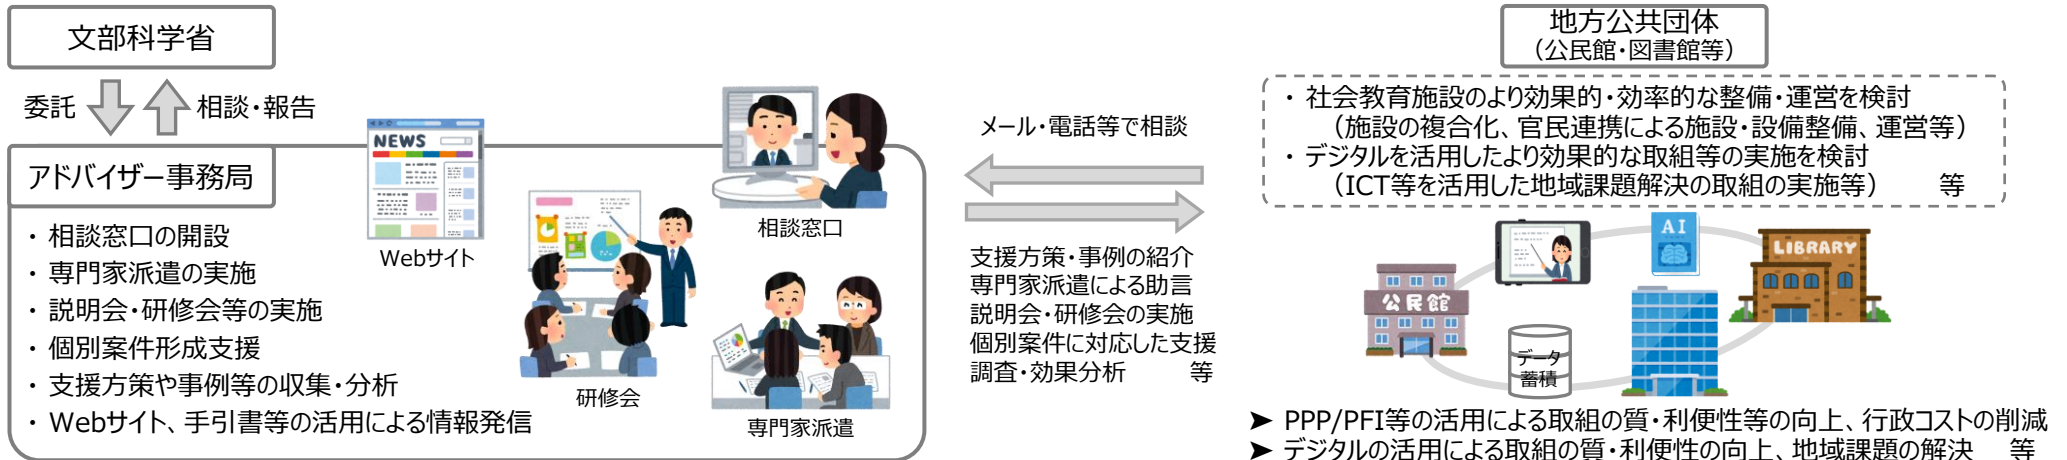 文部科学省
委託
相談・報告
アドバイザー事務局
・ 相談窓口の開設
・ 専門家派遣の実施
・ 説明会・研修会等の実施
・ 個別案件形成支援
・ 支援方策や事例等の収集・分析
・ Webサイト、手引書等の活用による情報発信
NEWS
Webサイト
研修会
相談窓口
専門家派遣
メール・電話等で相談
支援方策・事例の紹介
専門家派遣による助言
説明会・研修会の実施
個別案件に対応した支援
調査・効果分析　　等
地方公共団体
（公民館・図書館等）
・ 社会教育施設のより効果的・効率的な整備・運営を検討
（施設の複合化、官民連携による施設・設備整備、運営等）
・ デジタルを活用したより効果的な取組等の実施を検討
（ICT等を活用した地域課題解決の取組の実施等）　　等
AI
LIBRARY
公民館
データ
蓄積
➤ PPP/PFI等の活用による取組の質・利便性等の向上、行政コストの削減
➤ デジタルの活用による取組の質・利便性の向上、地域課題の解決　等